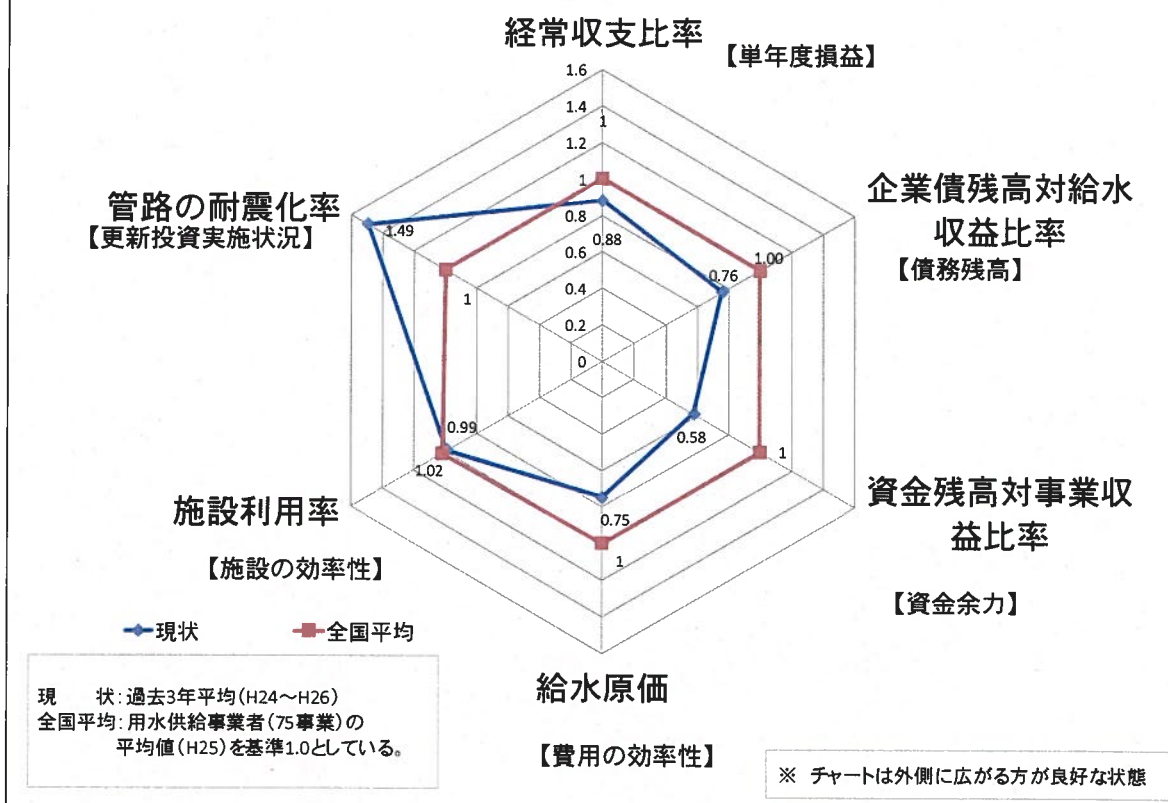 経常収支比率
【単年度損益】
1.6
1.4
1
1.2
1
0.8
0.88
0.6
0.4
0.2
0
企業債残高対給水
収益比率
【債務残高】
1.00
0.76
管路の耐震化率
【更新投資実施状況】
1.49
1
0.99
1.02
0.58
1
0.75
1
資金残高対事業収
益比率
【資金余力】
施設利用率
【施設の効率性】
現状
全国平均
給水原価
【費用の効率性】
現　状：過去3年平均（H24～H26）
全国平均：用水供給事業者（75事業）の
平均値（H25）を基準1.0としている。
※ チャートは外側に広がる方が良好な状態